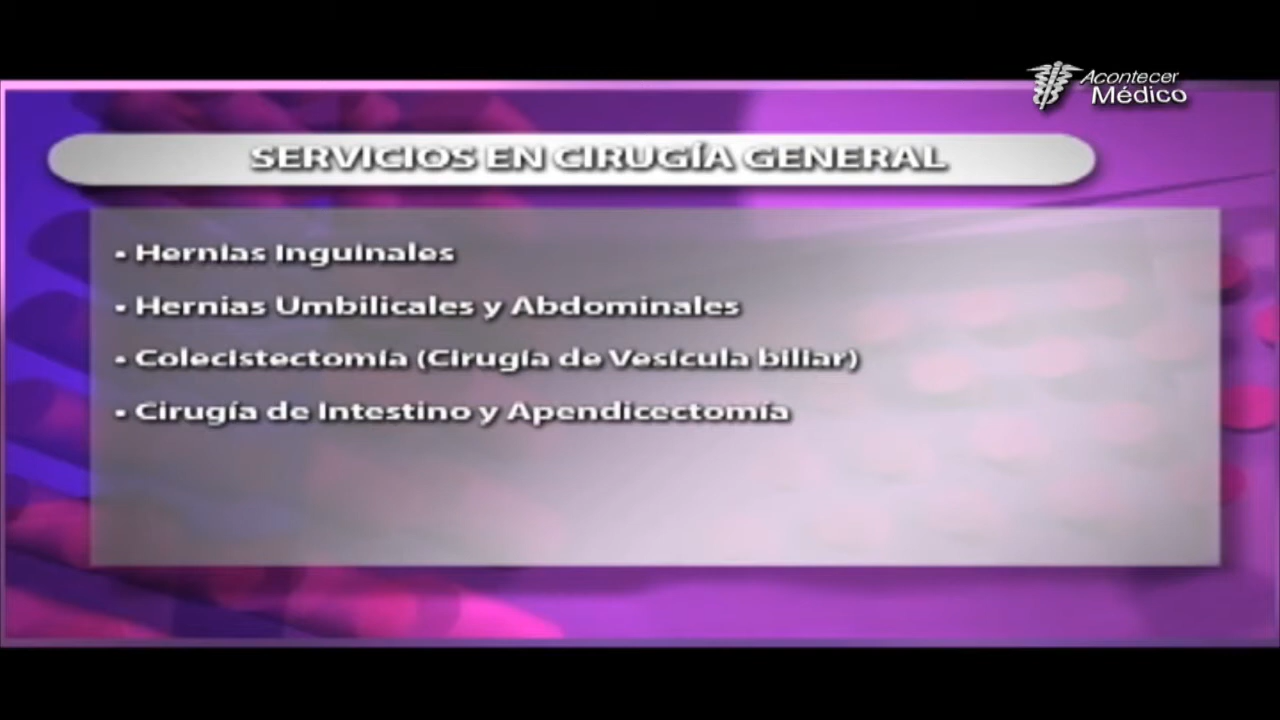 Acontecer
Médico
SERVICIOS EN CIRUGÍA GENERAL
• Hernias Inguinales
• Hernias Umbilicales y Abdominales
• Colecistectomía (Cirugía de Vesícula biliar)
• Cirugía de Intestino y Apendicectomía